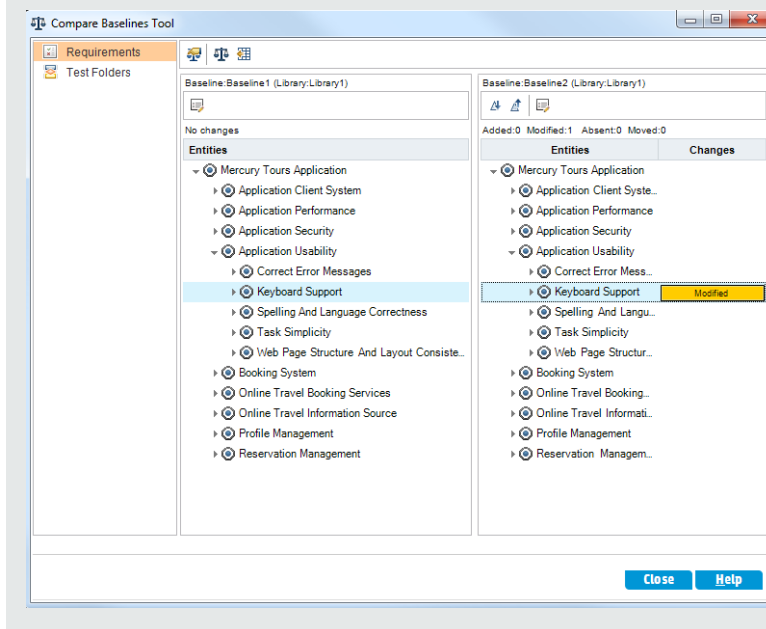 Compare Baselines Tool
Requirements
Test Folders
Baseline:Baseline1 (Library:Library1)
No changes
Entities
Mercury Tours Application
Application Client System
Application Performance
Application Security
Application Usability
Correct Error Messages
Keyboard Support
Spelling And Language Correctness
Task Simplicity
Web Page Structure And Layout Consiste...
Booking System
Online Travel Booking Services
Online Travel Information Source
Profile Management
Reservation Management
Baseline:Baseline2 (Library:Library1)
Added:0 Modified:1 Absent:0 Moved:0
Entities Changes
Mercury Tours Application
Application Client Syste...
Application Performance
Application Security
Application Usability
Correct Error Mess...
Keyboard Support Modified
Spelling And Langu...
Task Simplicity
Web Page Structur...
Booking System
Online Travel Booking...
Online Travel Informati...
Profile Management
Reservation Managem...
Close Help